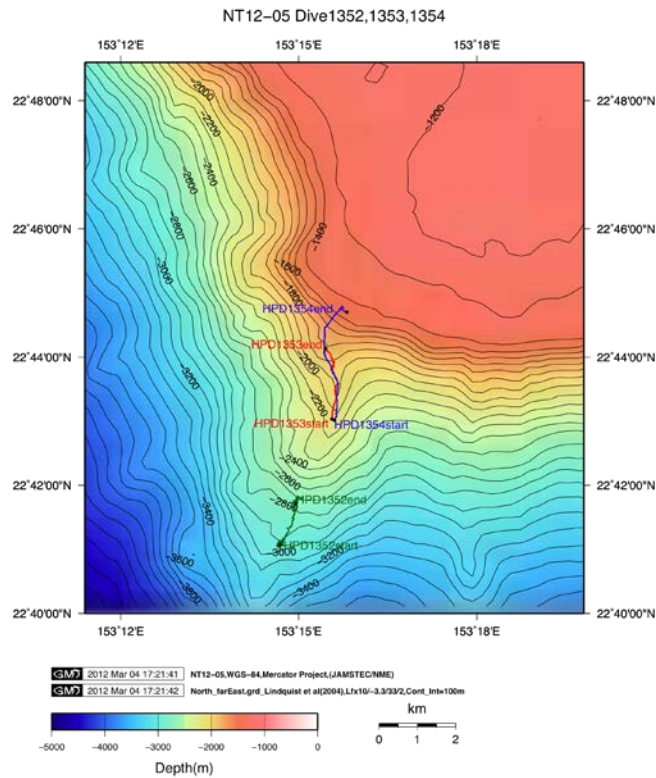 NT12-05 Dive1352,1353,1354
153˚12'E 153˚15'E 153˚18'E
22˚48'00"N 22˚48'00"N
22˚46'00"N 22˚46'00"N
22˚44'00"N 22˚44'00"N
22˚42'00"N 22˚42'00"N
22˚40'00"N 22˚40'00"N
-2000
-2200
-1200
-2400
-2600
-2800
-1400
-3000
-1600
-1800
HPD1354end
HPD1353end
-2000
-3200
-2200
HPD1353start HPD1354start
-2400
-2600
HPD1352end
-2800
-3400
HPD1352start
-3000
-3200
-3600
-3400
-3800
153˚12'E 153˚15'E 153˚18'E
GMD 2012 Mar 04 17:21:41 NT12-05,WGS-84,Mercator Project,(JAMSTEC/NME)
GMD 2012 Mar 04 17:21:42 North_farEast.grd_Lindquist et al(2004),Lfx10/-3.3/33/2,Cont_Int=100m
km
-5000 -4000 -3000 -2000 -1000 0
0 1 2
Depth(m)